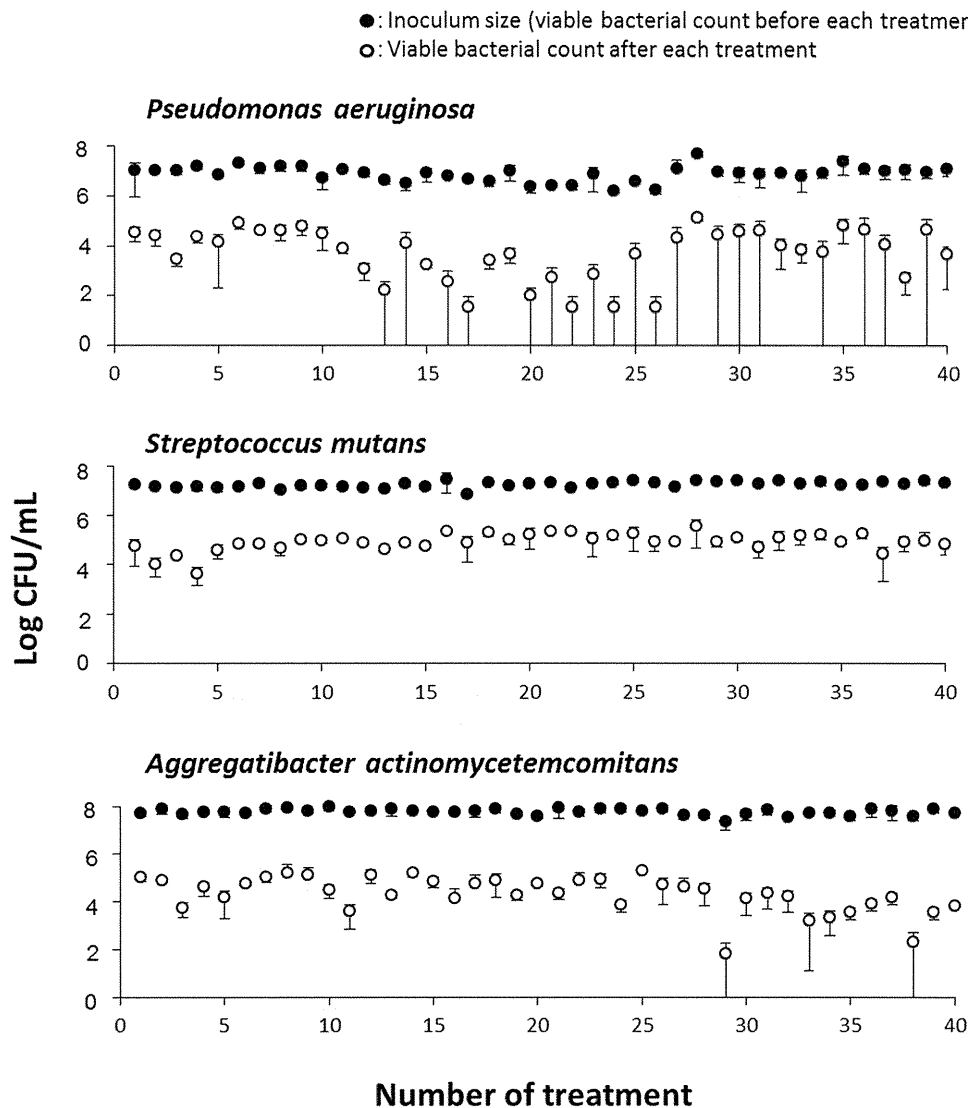 ●: Inoculum size (viable bacterial count before each treatmer
○: Viable bacterial count after each treatment
Pseudomonas aeruginosa
8
6
4
2
0
0 5 10 15 20 25 30 35 40
Streptococcus mutans
8
6
4
2
0
0 5 10 15 20 25 30 35 40
Log CFU/mL
Aggregatibacter actinomycetemcomitans
8
6
4
2
0
0 5 10 15 20 25 30 35 40
Number of treatment